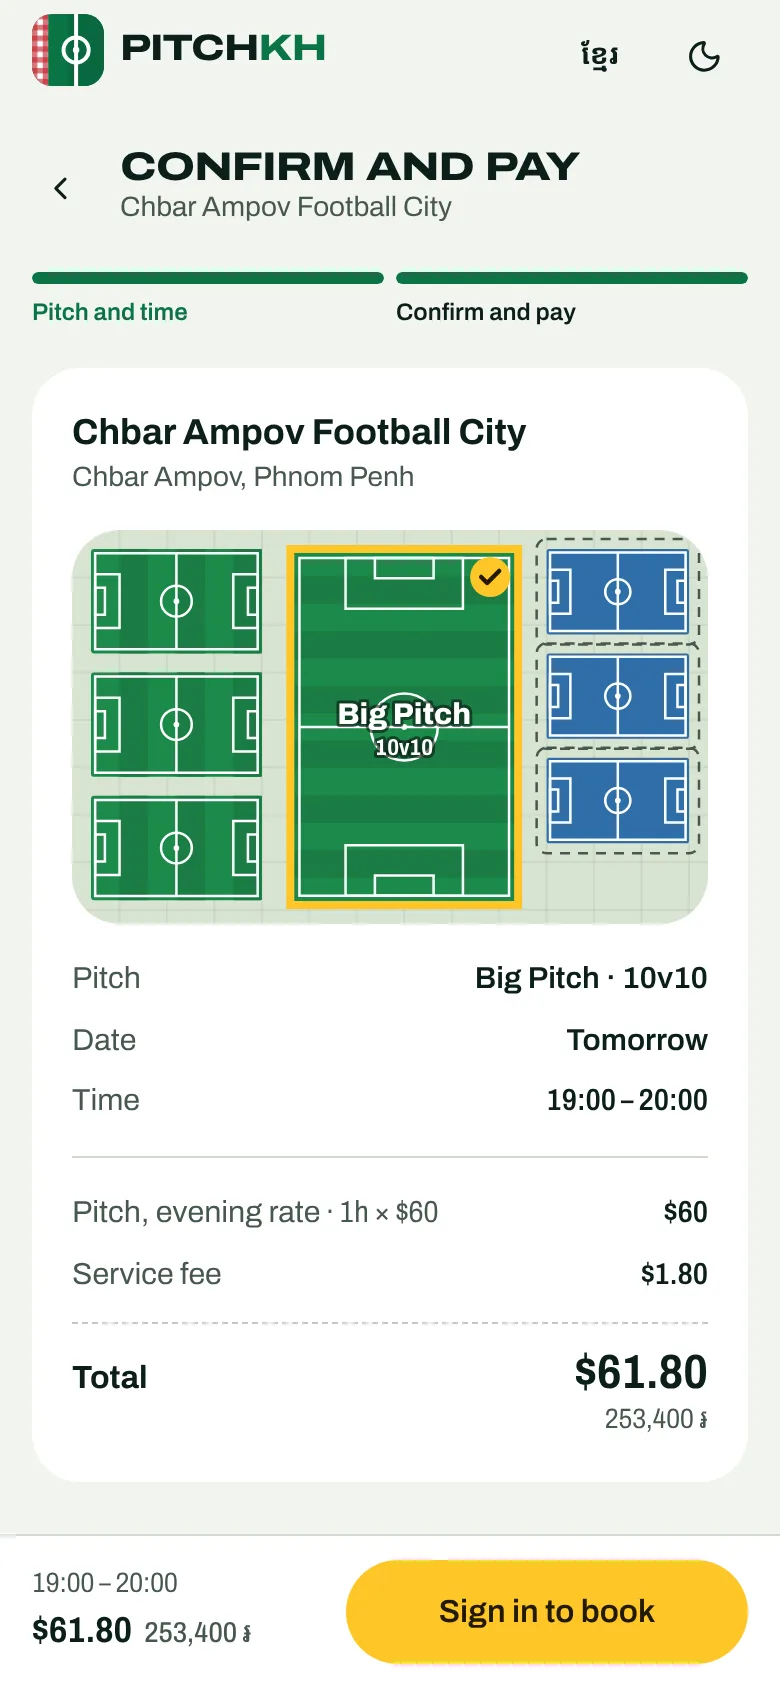 PITCHKH
ខ្មែរ
CONFIRM AND PAY
Chbar Ampov Football City
Pitch and time
Confirm and pay
Chbar Ampov Football City
Chbar Ampov, Phnom Penh
Big Pitch
10v10
Pitch Big Pitch · 10v10
Date Tomorrow
Time 19:00 – 20:00
Pitch, evening rate · 1h × $60 $60
Service fee $1.80
Total $61.80
253,400 ៛
19:00 – 20:00
$61.80 253,400 ៛
Sign in to book